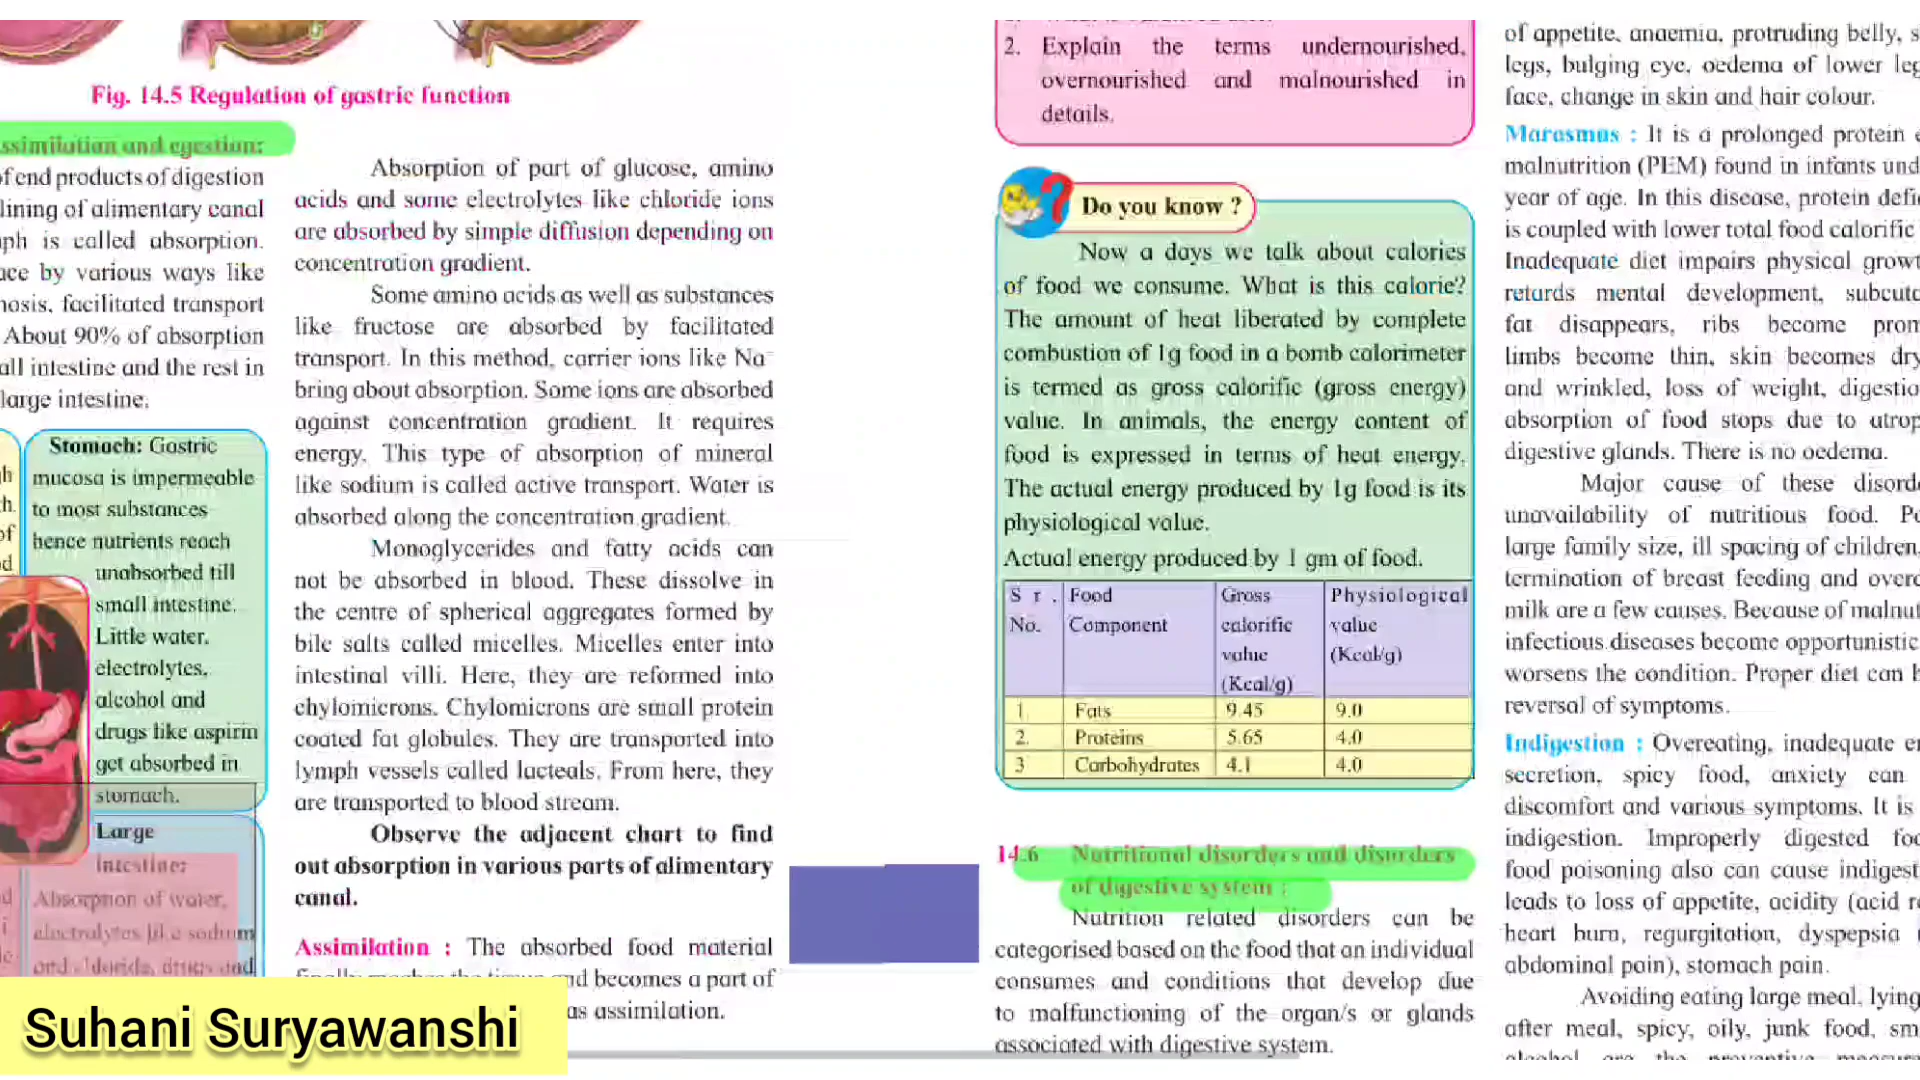 Fig. 14.5 Regulation of gastric function
ssimilation and egestion:
of end products of digestion
lining of alimentary canal
ph is called absorption.
ace by various ways like
nosis, facilitated transport
About 90% of absorption
all intestine and the rest in
large intestine.
Stomach: Gastric
mucosa is impermeable
to most substances
hence nutrients reach
unabsorbed till
small intestine.
Little water,
electrolytes,
alcohol and
drugs like aspirin
get absorbed in
stomach.
Large
intestine:
Absorption of water,
electrolytes like sodium
and chloride, drugs and
Absorption of part of glucose, amino
acids and some electrolytes like chloride ions
are absorbed by simple diffusion depending on
concentration gradient.
Some amino acids as well as substances
like fructose are absorbed by facilitated
transport. In this method, carrier ions like Na
bring about absorption. Some ions are absorbed
against concentration gradient. It requires
energy. This type of absorption of mineral
like sodium is called active transport. Water is
absorbed along the concentration gradient.
Monoglycerides and fatty acids can
not be absorbed in blood. These dissolve in
the centre of spherical aggregates formed by
bile salts called micelles. Micelles enter into
intestinal villi. Here, they are reformed into
chylomicrons. Chylomicrons are small protein
coated fat globules. They are transported into
lymph vessels called lacteals. From here, they
are transported to blood stream.
Observe the adjacent chart to find
out absorption in various parts of alimentary
canal.
Assimilation : The absorbed food material
and becomes a part of
as assimilation.
2. Explain the terms undernourished,
overnourished and malnourished in
details.
Do you know ?
Now a days we talk about calories
of food we consume. What is this calorie?
The amount of heat liberated by complete
combustion of 1g food in a bomb calorimeter
is termed as gross calorific (gross energy)
value. In animals, the energy content of
food is expressed in terms of heat energy.
The actual energy produced by 1g food is its
physiological value.
Actual energy produced by 1 gm of food.
Sr. No. Food Component Gross calorific value (Kcal/g) Physiological value (Kcal/g)
1. Fats 9.45 9.0
2. Proteins 5.65 4.0
3 Carbohydrates 4.1 4.0
14.6 Nutritional disorders and disorders
of digestive system :
Nutrition related disorders can be
categorised based on the food that an individual
consumes and conditions that develop due
to malfunctioning of the organ/s or glands
associated with digestive system.
of appetite, anaemia, protruding belly, s
legs, bulging eye, oedema of lower leg
face, change in skin and hair colour.
Marasmus : It is a prolonged protein e
malnutrition (PEM) found in infants und
year of age. In this disease, protein defi
is coupled with lower total food calorific
Inadequate diet impairs physical growt
retards mental development, subcuta
fat disappears, ribs become prom
limbs become thin, skin becomes dry
and wrinkled, loss of weight, digestio
absorption of food stops due to atrop
digestive glands. There is no oedema.
Major cause of these disord
unavailability of nutritious food. Po
large family size, ill spacing of children,
termination of breast feeding and over
milk are a few causes. Because of malnut
infectious diseases become opportunistic
worsens the condition. Proper diet can
reversal of symptoms.
Indigestion : Overeating, inadequate en
secretion, spicy food, anxiety can
discomfort and various symptoms. It is
indigestion. Improperly digested foo
food poisoning also can cause indigest
leads to loss of appetite, acidity (acid re
heart burn, regurgitation, dyspepsia
abdominal pain), stomach pain.
Avoiding eating large meal, lying
after meal, spicy, oily, junk food, sm
Suhani Suryawanshi